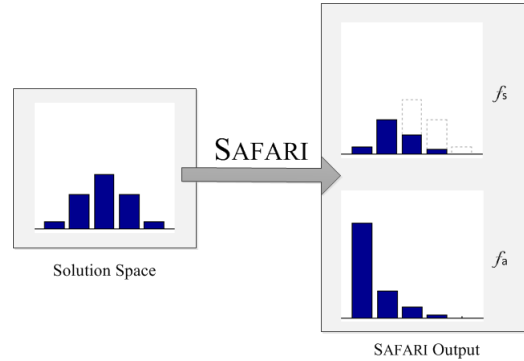 SAFARI
Solution Space
fs
fa
SAFARI Output